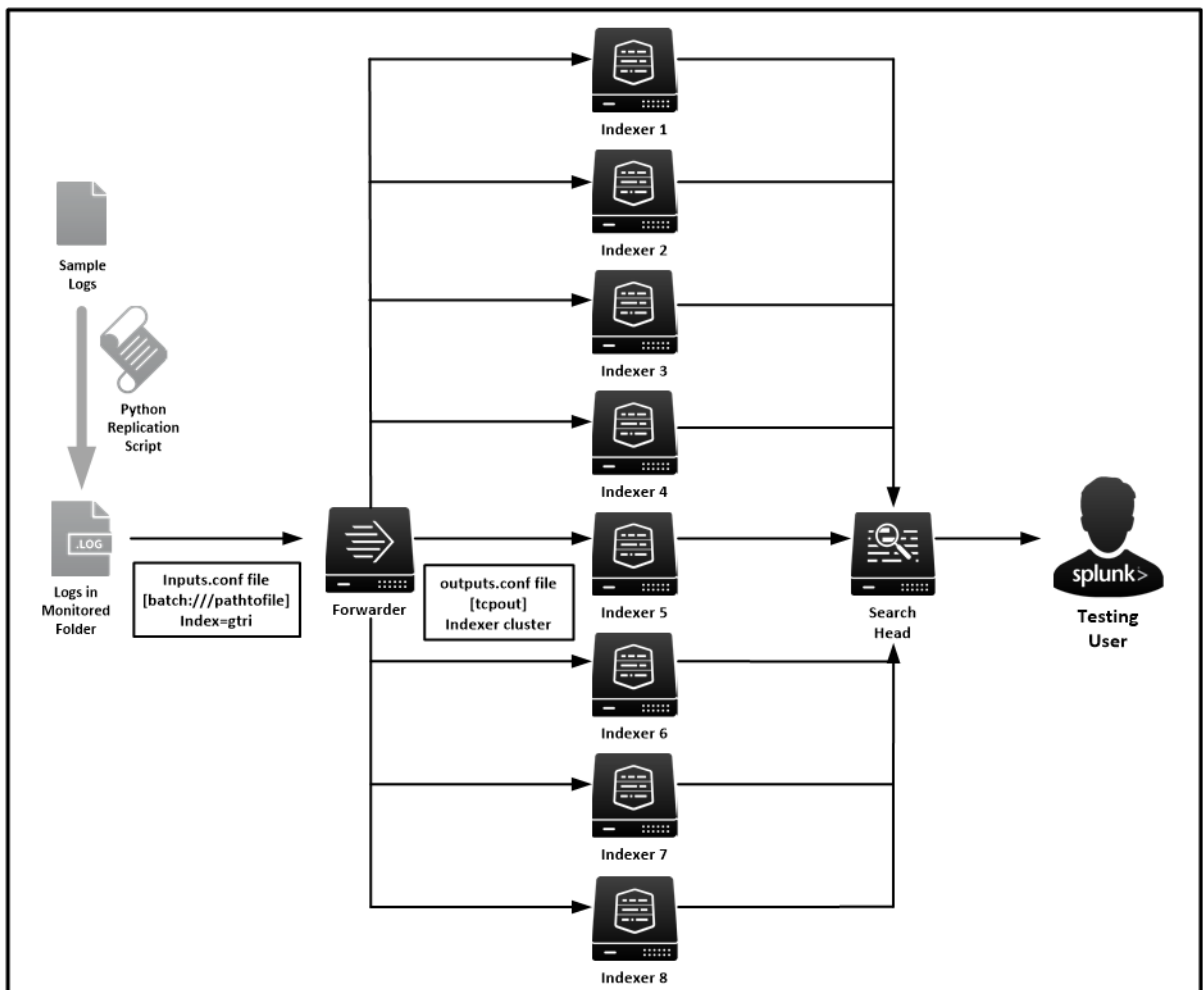 Sample
Logs
Python
Replication
Script
.LOG
Logs in
Monitored
Folder
Inputs.conf file
[batch:///pathtofile]
Index=gtri
Forwarder
outputs.conf file
[tcpout]
Indexer cluster
Indexer 1
Indexer 2
Indexer 3
Indexer 4
Indexer 5
Indexer 6
Indexer 7
Indexer 8
Search
Head
splunk>
Testing
User